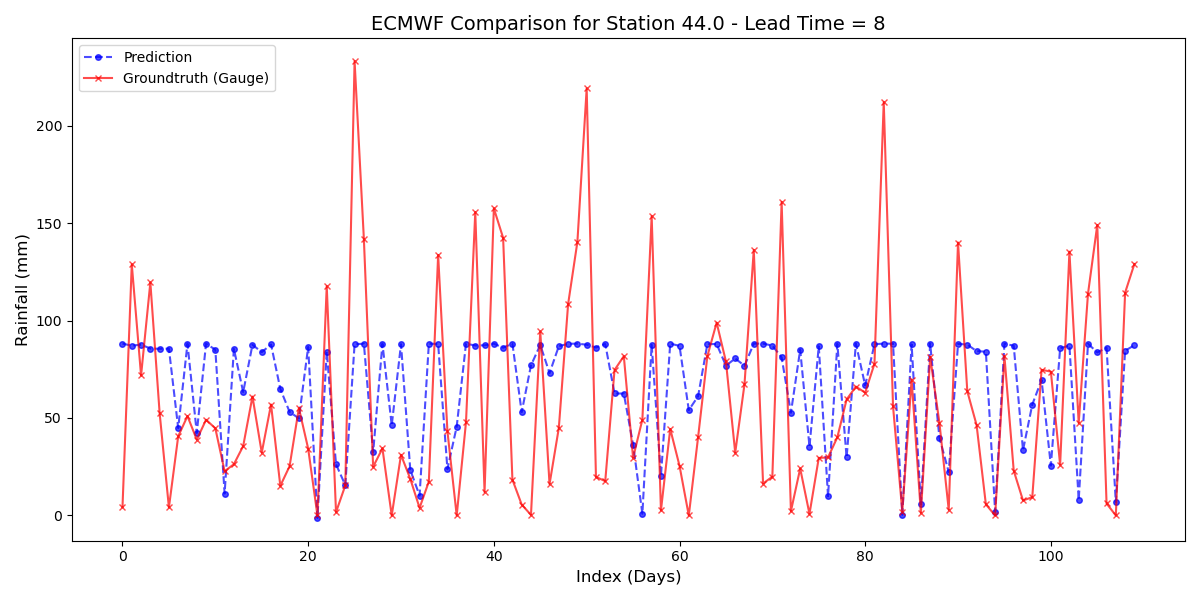 ECMWF Comparison for Station 44.0 - Lead Time = 8
Prediction
Groundtruth (Gauge)
Rainfall (mm)
200
150
100
50
0
0 20 40 60 80 100
Index (Days)